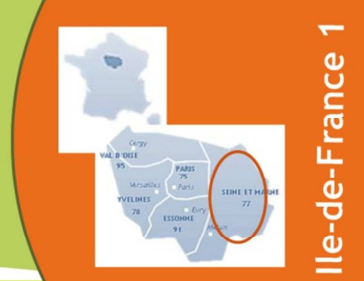 Ile-de-France 1
Cergy
VAL D'OISE
95
PARIS
75
Versailles
Paris
SEINE ET MARNE
77
YVELINES
78
Evry
ESSONNE
91
Melun